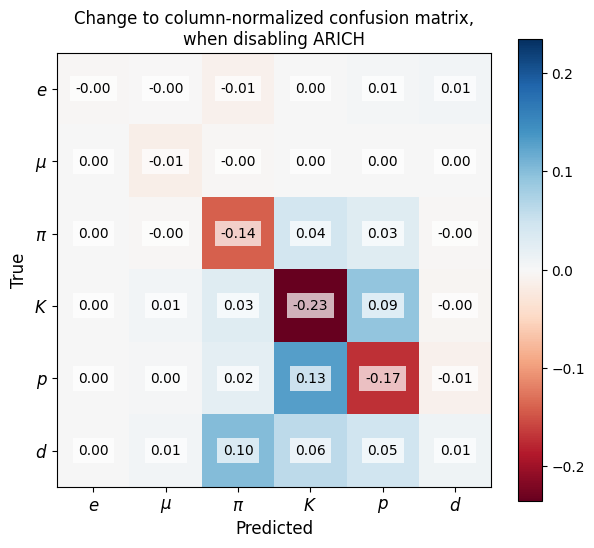 Change to column-normalized confusion matrix,
when disabling ARICH
True
e -0.00 -0.00 -0.01 0.00 0.01 0.01
μ 0.00 -0.01 -0.00 0.00 0.00 0.00
π 0.00 -0.00 -0.14 0.04 0.03 -0.00
K 0.00 0.01 0.03 -0.23 0.09 -0.00
p 0.00 0.00 0.02 0.13 -0.17 -0.01
d 0.00 0.01 0.10 0.06 0.05 0.01
e μ π K p d
Predicted
0.2
0.1
0.0
−0.1
−0.2